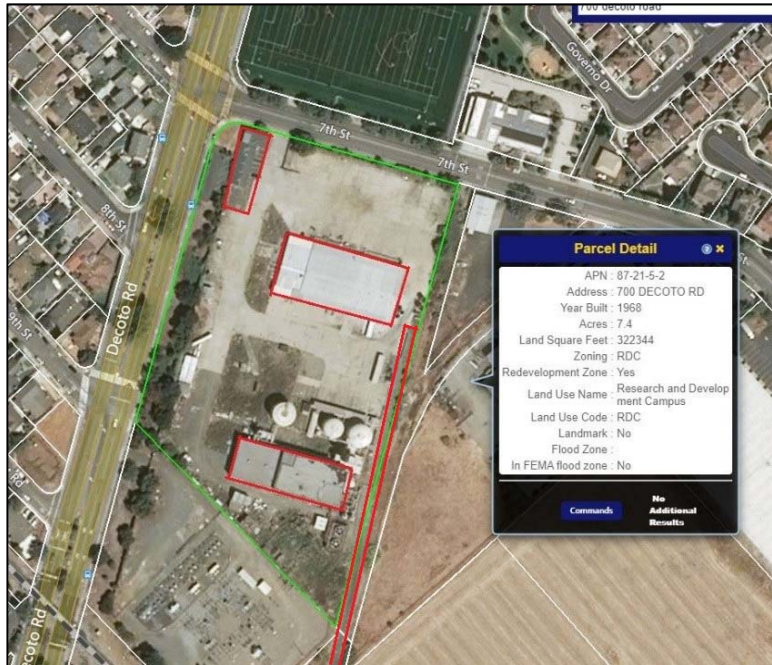 700 decoto road
Governo Dr
7th St
7th St
8th St
Decoto Rd
9th St
St
Rd
ecoto Rd
Parcel Detail
APN : 87-21-5-2
Address : 700 DECOTO RD
Year Built : 1968
Acres : 7.4
Land Square Feet : 322344
Zoning : RDC
Redevelopment Zone : Yes
Land Use Name : Research and Develop
ment Campus
Land Use Code : RDC
Landmark : No
Flood Zone :
In FEMA flood zone : No
Commands
No
Additional
Results